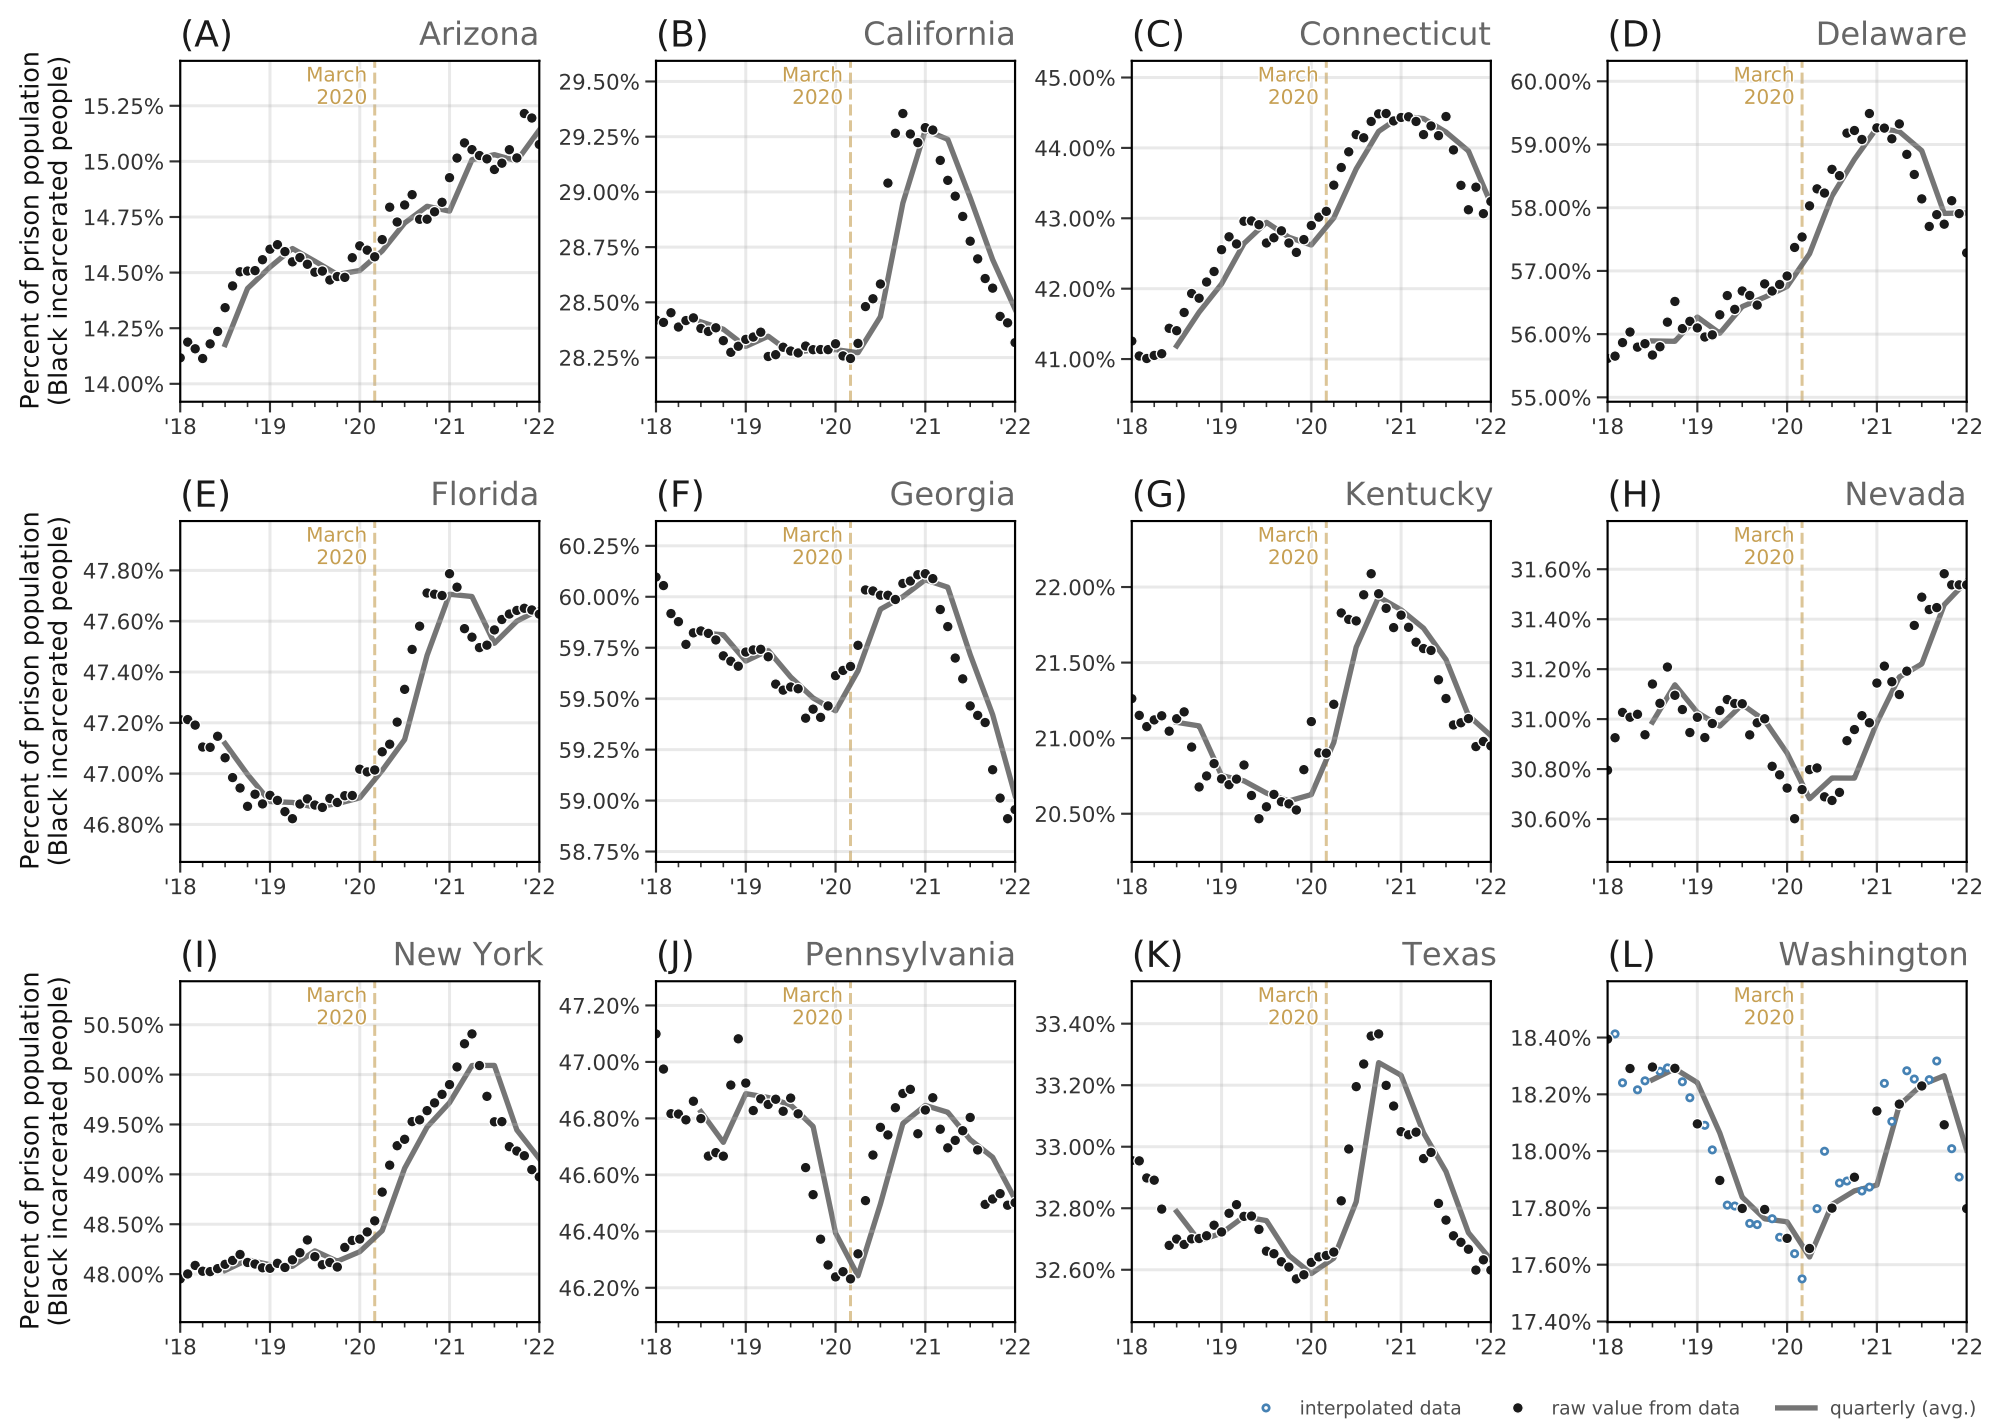 (A) Arizona
(B) California
(C) Connecticut
(D) Delaware
Percent of prison population
(Black incarcerated people)
March
2020
15.25%
15.00%
14.75%
14.50%
14.25%
14.00%
'18 '19 '20 '21 '22
March
2020
29.50%
29.25%
29.00%
28.75%
28.50%
28.25%
'18 '19 '20 '21 '22
March
2020
45.00%
44.00%
43.00%
42.00%
41.00%
'18 '19 '20 '21 '22
March
2020
60.00%
59.00%
58.00%
57.00%
56.00%
55.00%
'18 '19 '20 '21 '22
(E) Florida
(F) Georgia
(G) Kentucky
(H) Nevada
Percent of prison population
(Black incarcerated people)
March
2020
47.80%
47.60%
47.40%
47.20%
47.00%
46.80%
'18 '19 '20 '21 '22
March
2020
60.25%
60.00%
59.75%
59.50%
59.25%
59.00%
58.75%
'18 '19 '20 '21 '22
March
2020
22.00%
21.50%
21.00%
20.50%
'18 '19 '20 '21 '22
March
2020
31.60%
31.40%
31.20%
31.00%
30.80%
30.60%
'18 '19 '20 '21 '22
(I) New York
(J) Pennsylvania
(K) Texas
(L) Washington
Percent of prison population
(Black incarcerated people)
March
2020
50.50%
50.00%
49.50%
49.00%
48.50%
48.00%
'18 '19 '20 '21 '22
March
2020
47.20%
47.00%
46.80%
46.60%
46.40%
46.20%
'18 '19 '20 '21 '22
March
2020
33.40%
33.20%
33.00%
32.80%
32.60%
'18 '19 '20 '21 '22
March
2020
18.40%
18.20%
18.00%
17.80%
17.60%
17.40%
'18 '19 '20 '21 '22
interpolated data raw value from data quarterly (avg.)